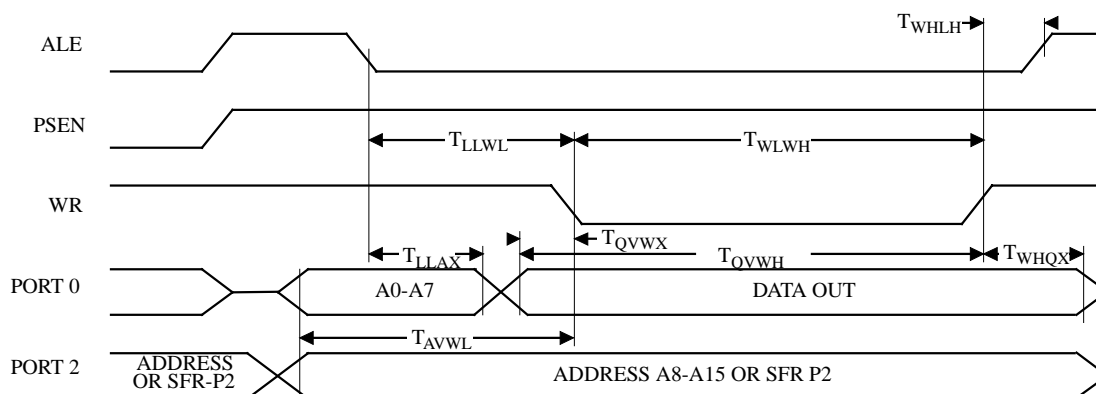 T_WHLH
ALE
PSEN
T_LLWL
T_WLWH
WR
T_QVWX
T_LLAX
T_QVWH
T_WHQX
PORT 0
A0-A7
DATA OUT
T_AVWL
PORT 2
ADDRESS
OR SFR-P2
ADDRESS A8-A15 OR SFR P2